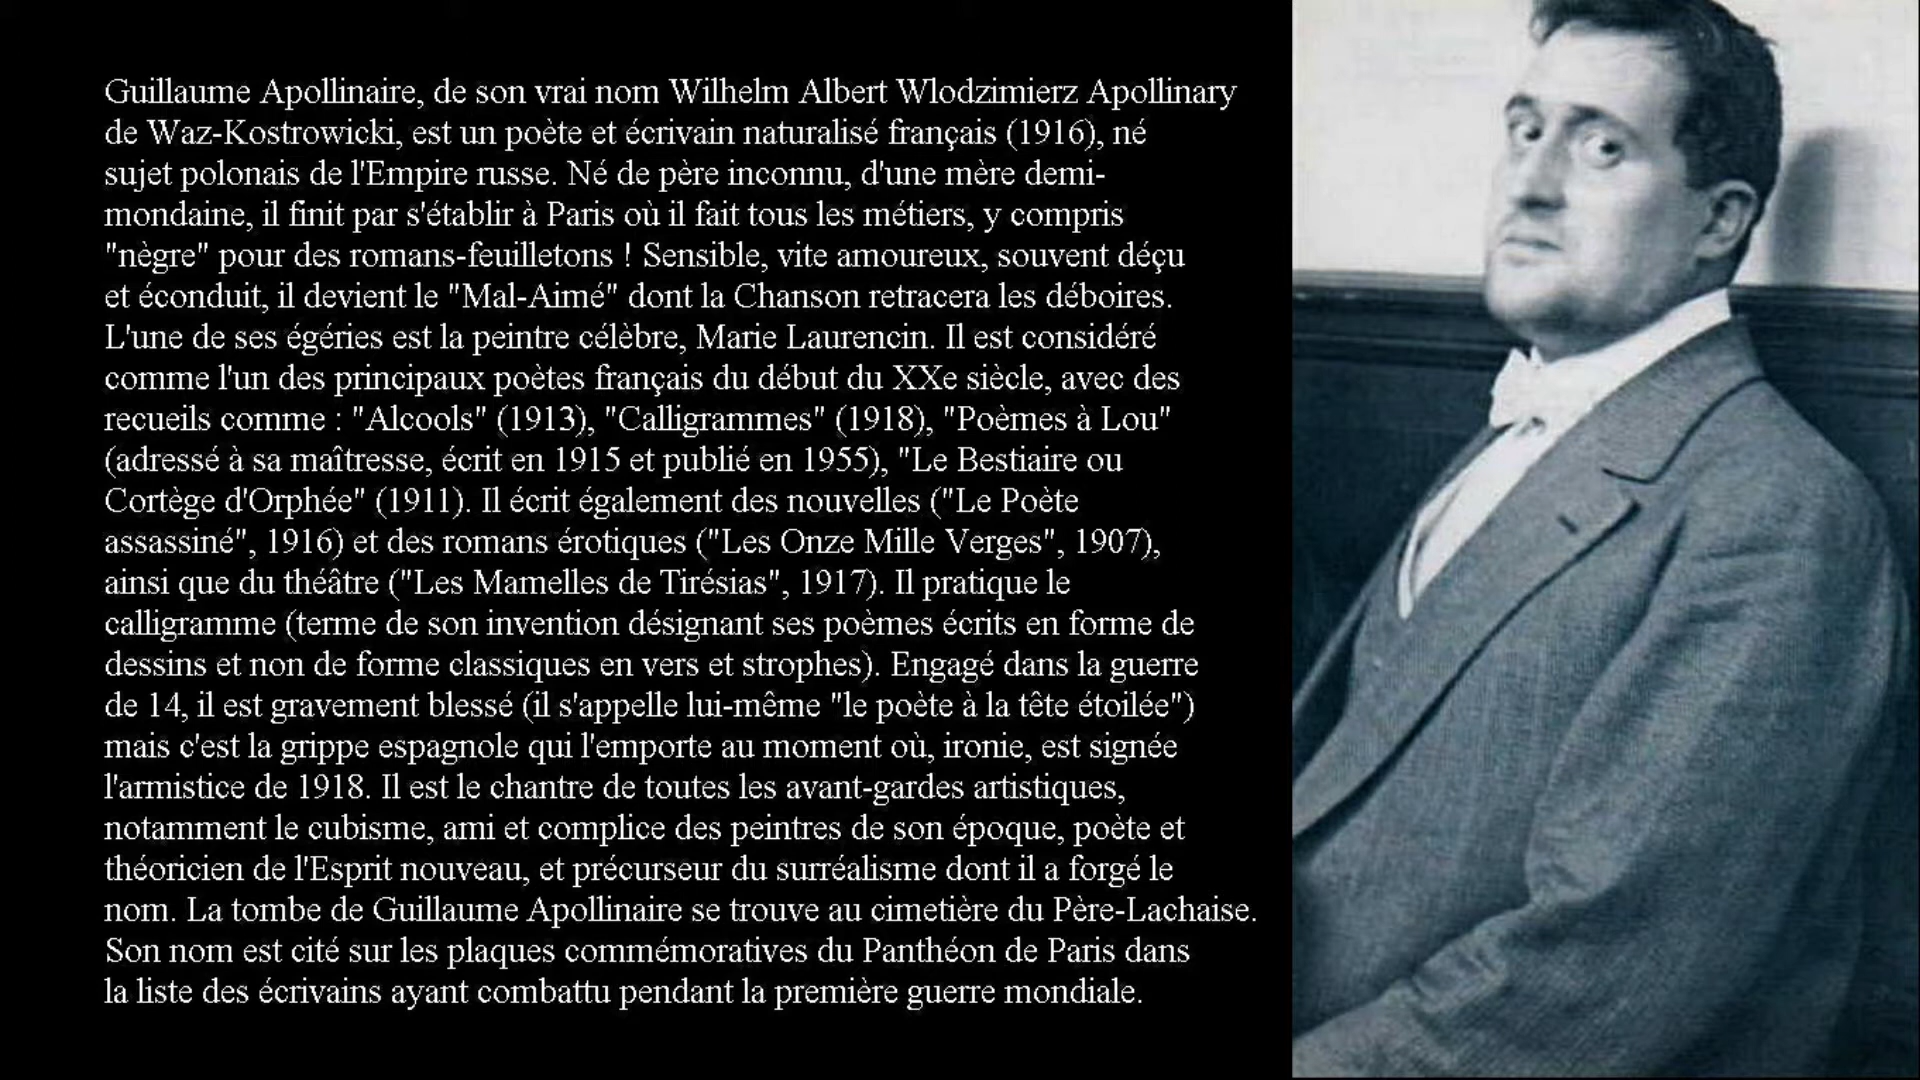 Guillaume Apollinaire, de son vrai nom Wilhelm Albert Wlodzimierz Apollinary
de Waz-Kostrowicki, est un poète et écrivain naturalisé français (1916), né
sujet polonais de l'Empire russe. Né de père inconnu, d'une mère demi-
mondaine, il finit par s'établir à Paris où il fait tous les métiers, y compris
"nègre" pour des romans-feuilletons ! Sensible, vite amoureux, souvent déçu
et éconduit, il devient le "Mal-Aimé" dont la Chanson retracera les déboires.
L'une de ses égéries est la peintre célèbre, Marie Laurencin. Il est considéré
comme l'un des principaux poètes français du début du XXe siècle, avec des
recueils comme : "Alcools" (1913), "Calligrammes" (1918), "Poèmes à Lou"
(adressé à sa maîtresse, écrit en 1915 et publié en 1955), "Le Bestiaire ou
Cortège d'Orphée" (1911). Il écrit également des nouvelles ("Le Poète
assassiné", 1916) et des romans érotiques ("Les Onze Mille Verges", 1907),
ainsi que du théâtre ("Les Mamelles de Tirésias", 1917). Il pratique le
calligramme (terme de son invention désignant ses poèmes écrits en forme de
dessins et non de forme classiques en vers et strophes). Engagé dans la guerre
de 14, il est gravement blessé (il s'appelle lui-même "le poète à la tête étoilée")
mais c'est la grippe espagnole qui l'emporte au moment où, ironie, est signée
l'armistice de 1918. Il est le chantre de toutes les avant-gardes artistiques,
notamment le cubisme, ami et complice des peintres de son époque, poète et
théoricien de l'Esprit nouveau, et précurseur du surréalisme dont il a forgé le
nom. La tombe de Guillaume Apollinaire se trouve au cimetière du Père-Lachaise.
Son nom est cité sur les plaques commémoratives du Panthéon de Paris dans
la liste des écrivains ayant combattu pendant la première guerre mondiale.